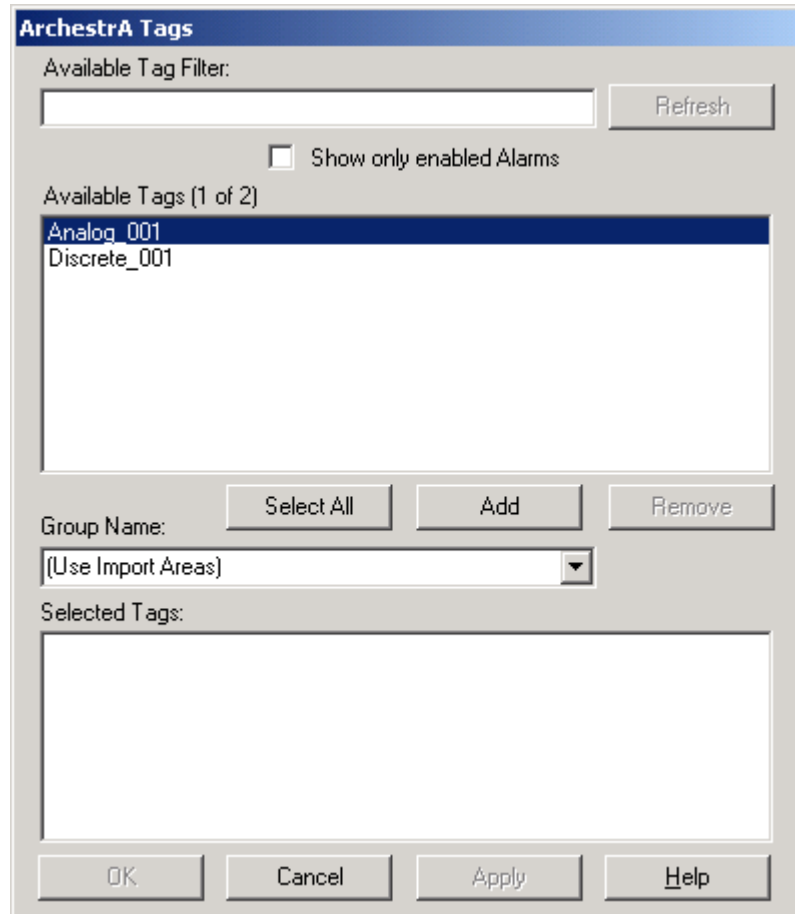 ArchestrA Tags
Available Tag Filter:
Refresh
Show only enabled Alarms
Available Tags (1 of 2)
Analog_001
Discrete_001
Select All
Add
Remove
Group Name:
(Use Import Areas)
Selected Tags:
OK
Cancel
Apply
Help